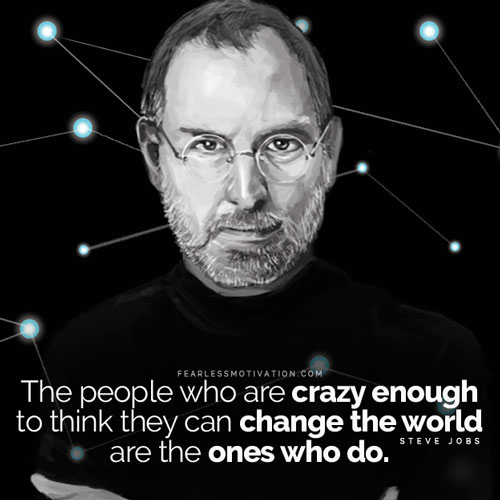 FEARLESSMOTIVATION.COM
The people who are crazy enough
to think they can change the world
STEVE JOBS
are the ones who do.